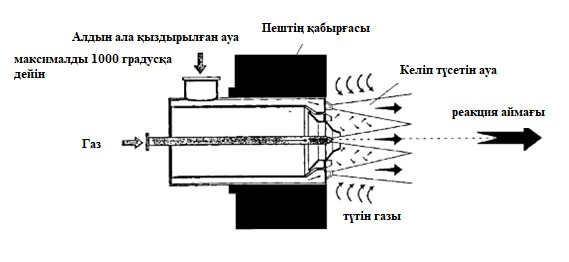 Пештің қабырғасы
Алдын ала қыздырылған ауа
максималды 1000 градусқа
дейін
Келіп түсетін ауа
реакция аймағы
Газ
түтін газы